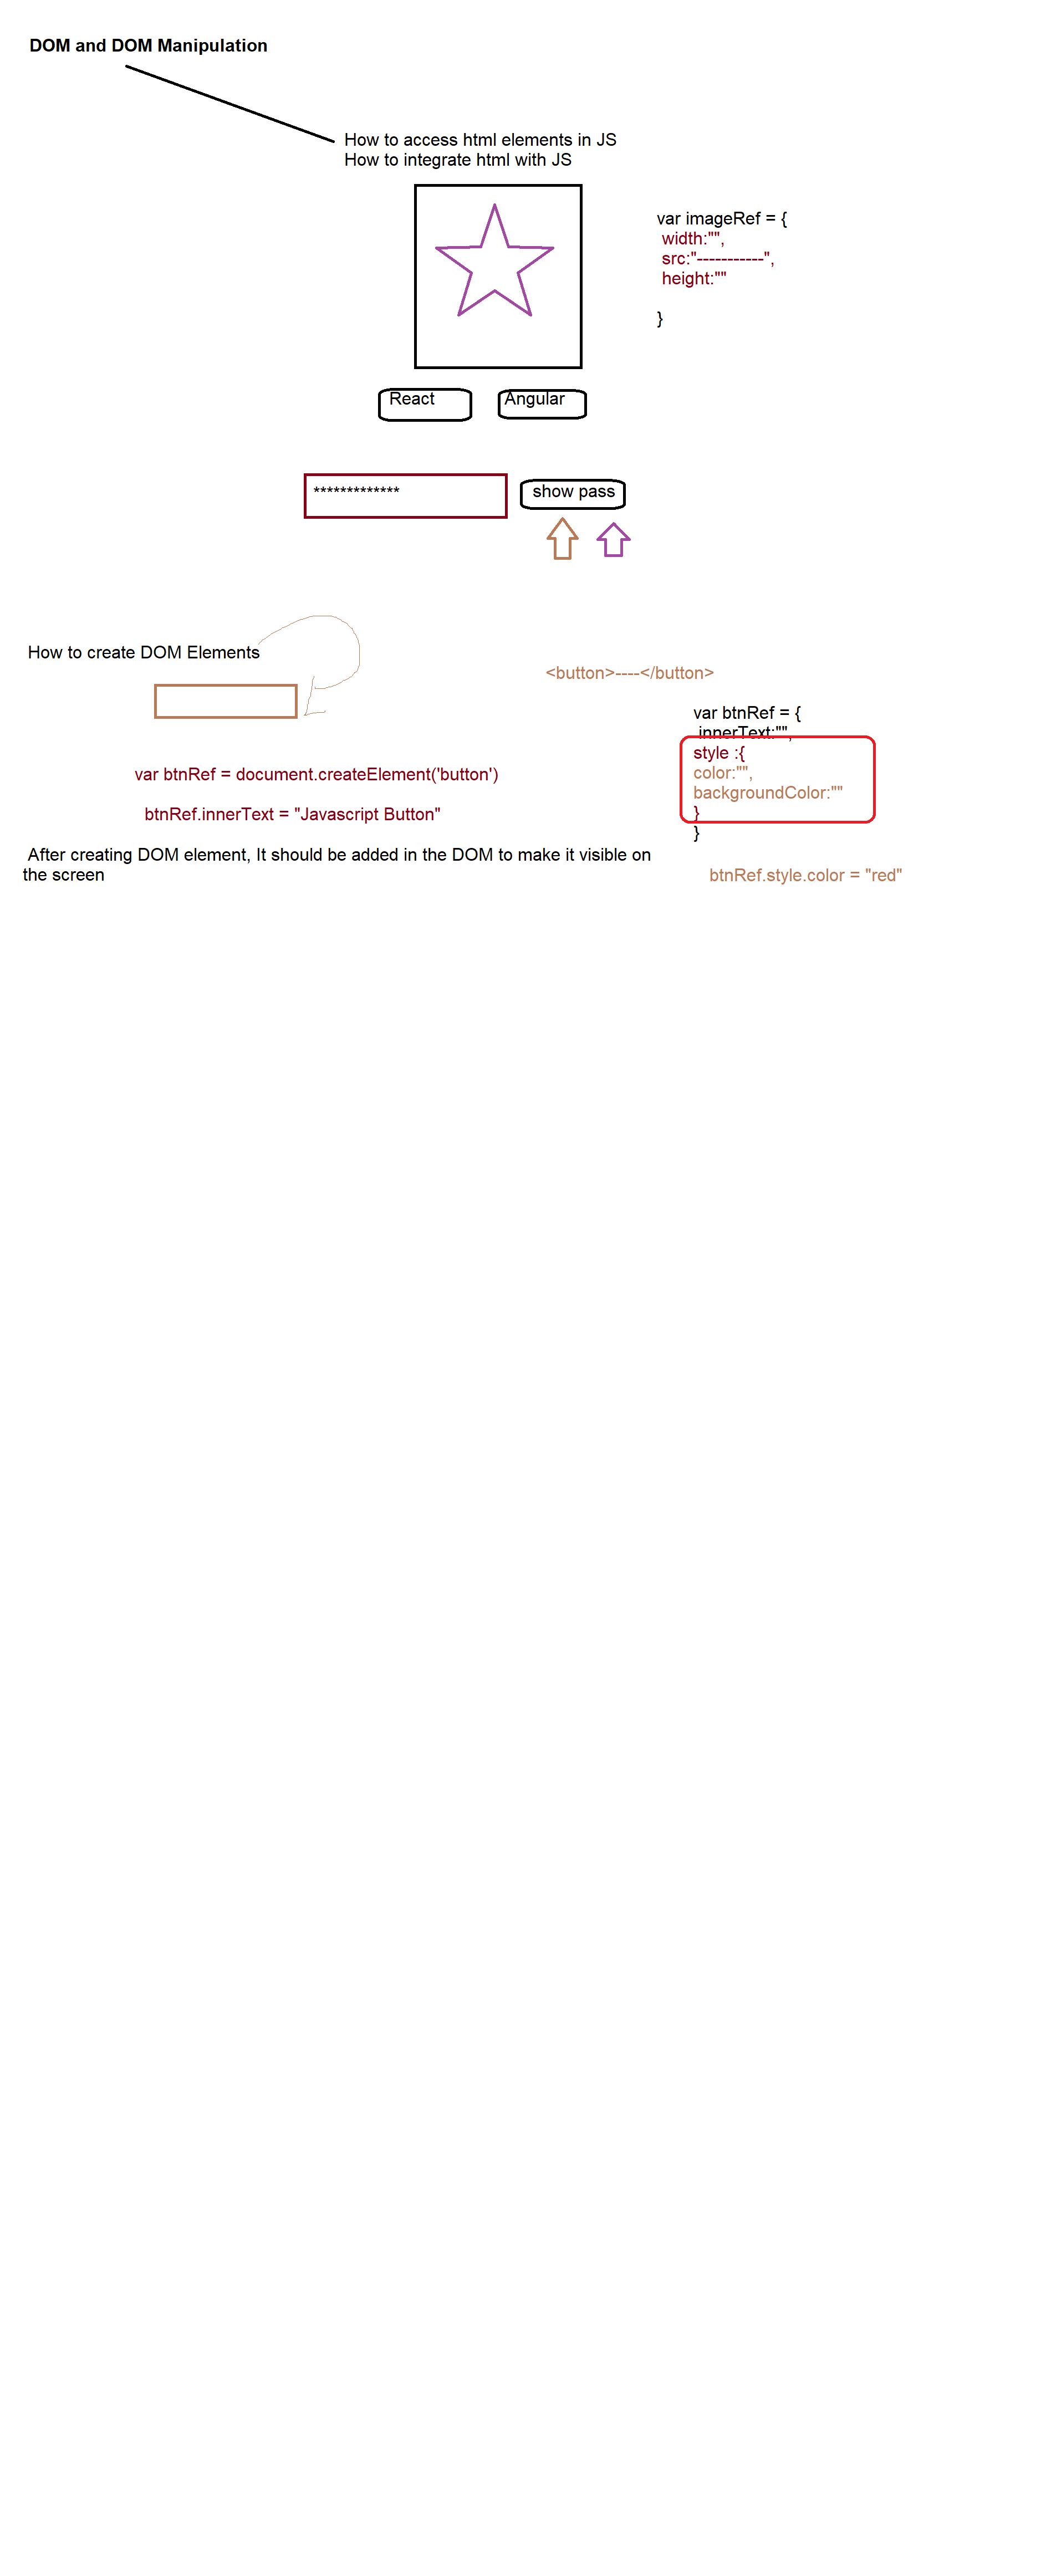 DOM and DOM Manipulation
How to access html elements in JS
How to integrate html with JS
var imageRef = {
width:"",
src:"-----------",
height:""
}
React
Angular
*************
show pass
How to create DOM Elements
<button>----</button>
var btnRef = {
innerText:"",
style :{
color:"",
backgroundColor:""
}
}
var btnRef = document.createElement('button')
btnRef.innerText = "Javascript Button"
After creating DOM element, It should be added in the DOM to make it visible on
the screen
btnRef.style.color = "red"